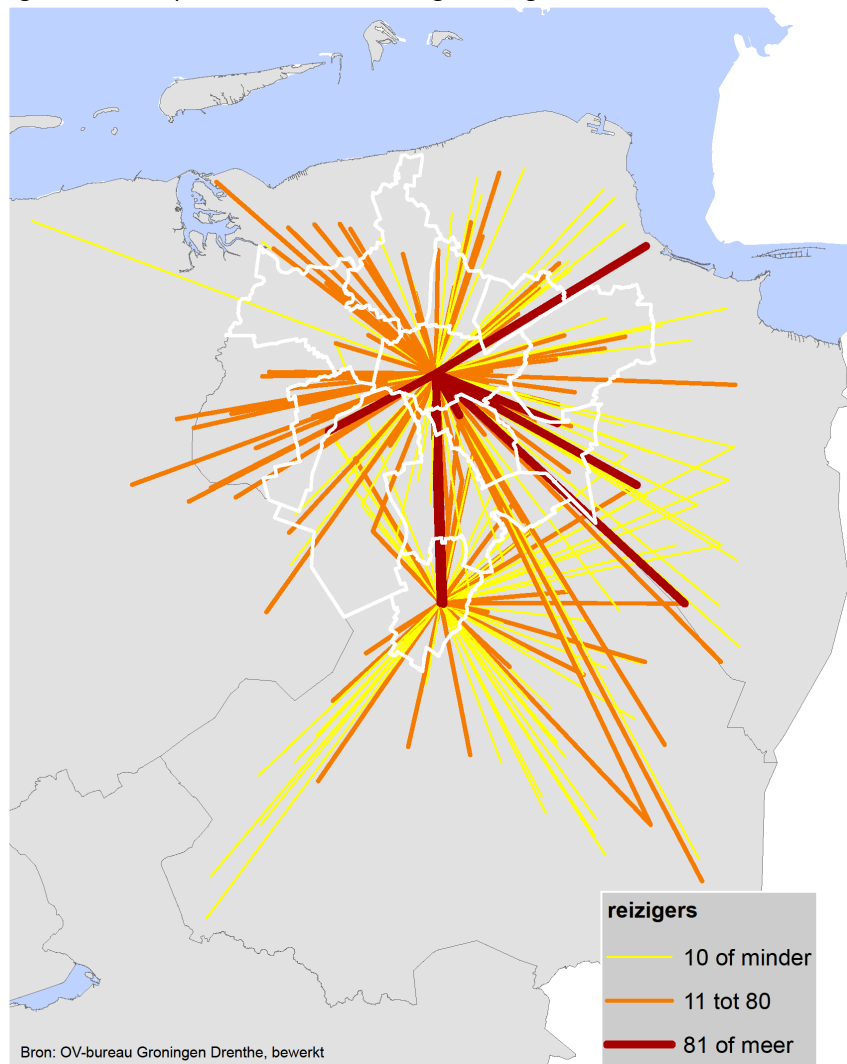 reizigers
10 of minder
11 tot 80
81 of meer
Bron: OV-bureau Groningen Drenthe, bewerkt